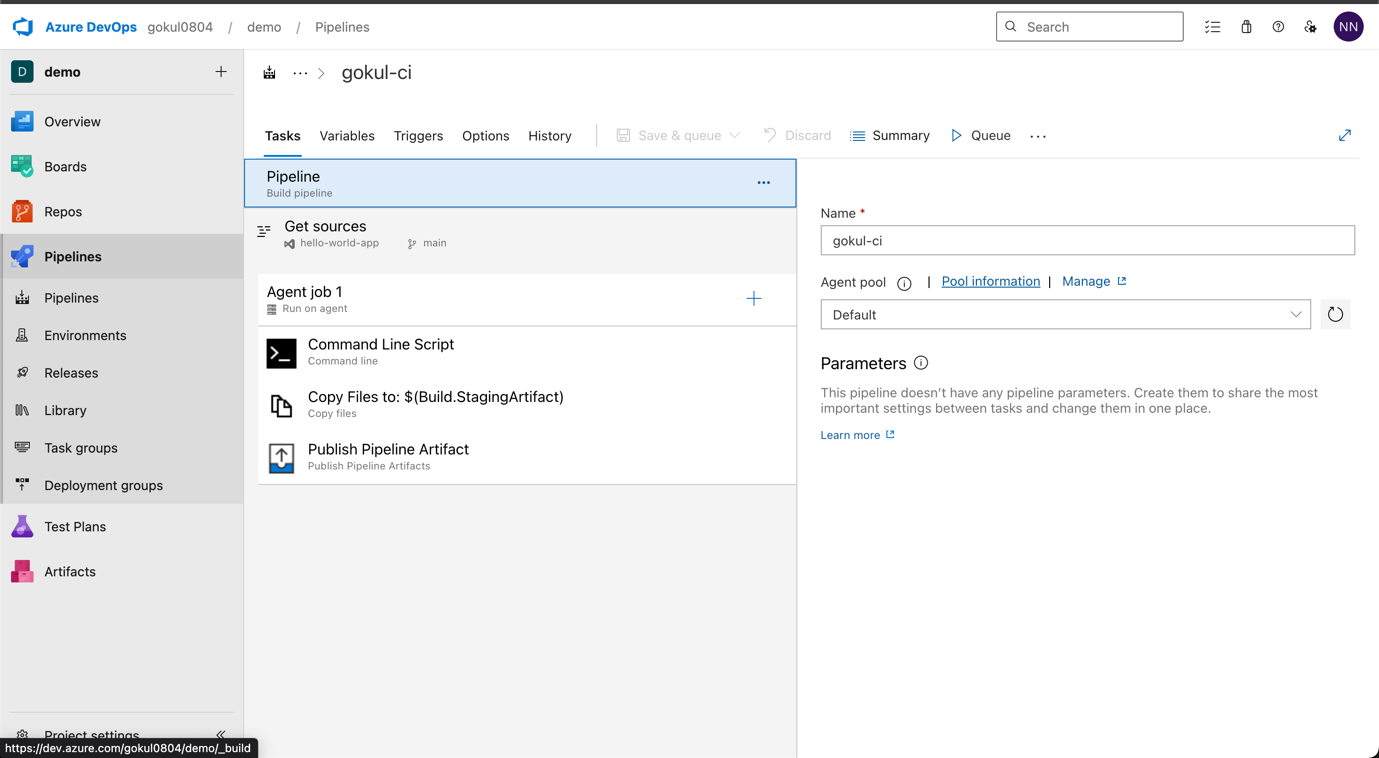 Azure DevOps gokul0804 / demo / Pipelines
Search
NN
D demo
gokul-ci
Overview
Boards
Repos
Pipelines
Pipelines
Environments
Releases
Library
Task groups
Deployment groups
Test Plans
Artifacts
Project settings
https://dev.azure.com/gokul0804/demo/_build
Tasks Variables Triggers Options History Save & queue Discard Summary Queue
Pipeline
Build pipeline
Get sources
hello-world-app main
Agent job 1
Run on agent
Command Line Script
Command line
Copy Files to: $(Build.StagingArtifact)
Copy files
Publish Pipeline Artifact
Publish Pipeline Artifacts
Name *
gokul-ci
Agent pool | Pool information | Manage
Default
Parameters
This pipeline doesn't have any pipeline parameters. Create them to share the most
important settings between tasks and change them in one place.
Learn more